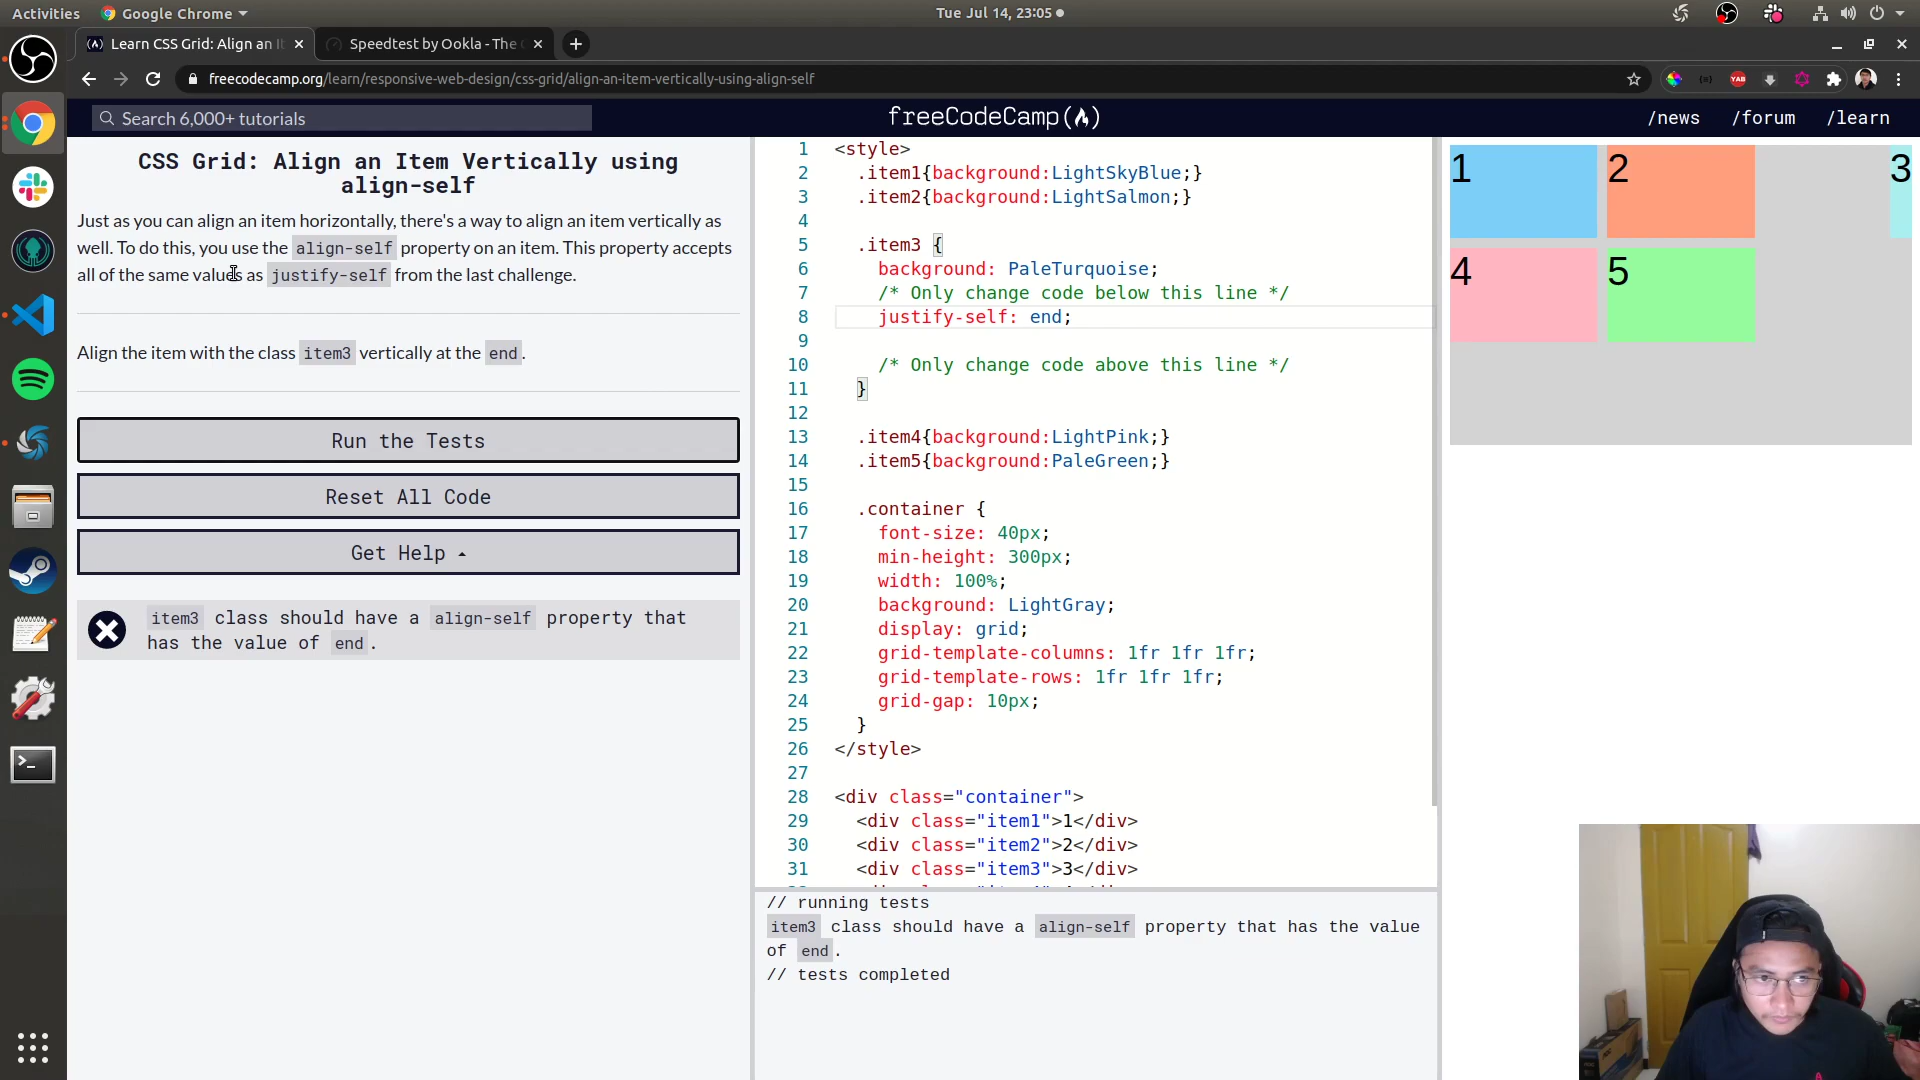 Activities
Google Chrome
Tue Jul 14, 23:05
Learn CSS Grid: Align an It
Speedtest by Ookla - The
freecodecamp.org/learn/responsive-web-design/css-grid/align-an-item-vertically-using-align-self
YAB
Search 6,000+ tutorials
freeCodeCamp
/news
/forum
/learn
CSS Grid: Align an Item Vertically using
align-self
Just as you can align an item horizontally, there's a way to align an item vertically as
well. To do this, you use the align-self property on an item. This property accepts
all of the same values as justify-self from the last challenge.
Align the item with the class item3 vertically at the end.
Run the Tests
Reset All Code
Get Help
item3 class should have a align-self property that
has the value of end.
1 <style>
2 .item1{background:LightSkyBlue;}
3 .item2{background:LightSalmon;}
4
5 .item3 {
6 background: PaleTurquoise;
7 /* Only change code below this line */
8 justify-self: end;
9
10 /* Only change code above this line */
11 }
12
13 .item4{background:LightPink;}
14 .item5{background:PaleGreen;}
15
16 .container {
17 font-size: 40px;
18 min-height: 300px;
19 width: 100%;
20 background: LightGray;
21 display: grid;
22 grid-template-columns: 1fr 1fr 1fr;
23 grid-template-rows: 1fr 1fr 1fr;
24 grid-gap: 10px;
25 }
26 </style>
27
28 <div class="container">
29 <div class="item1">1</div>
30 <div class="item2">2</div>
31 <div class="item3">3</div>
// running tests
item3 class should have a align-self property that has the value
of end.
// tests completed
1
2
3
4
5